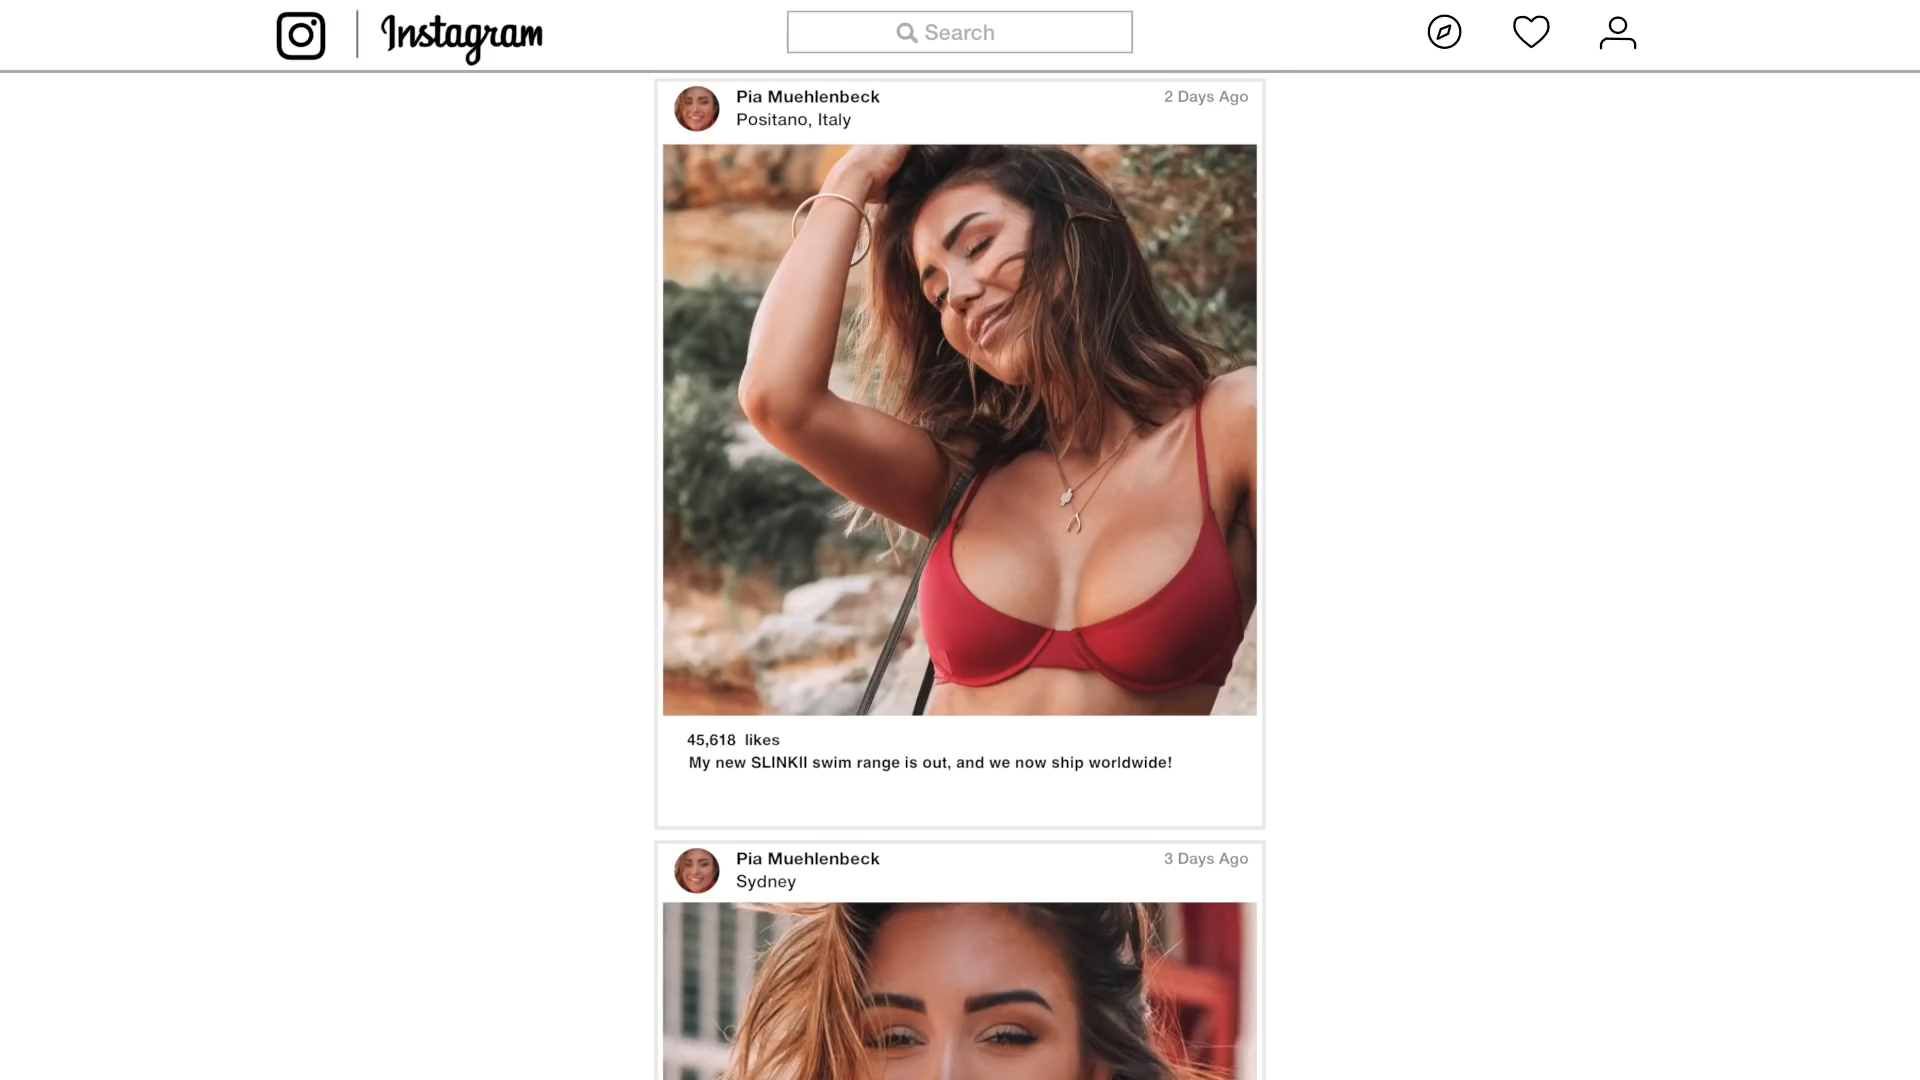 Instagram
Search
Pia Muehlenbeck
2 Days Ago
Positano, Italy
45,618 likes
My new SLINKII swim range is out, and we now ship worldwide!
Pia Muehlenbeck
3 Days Ago
Sydney